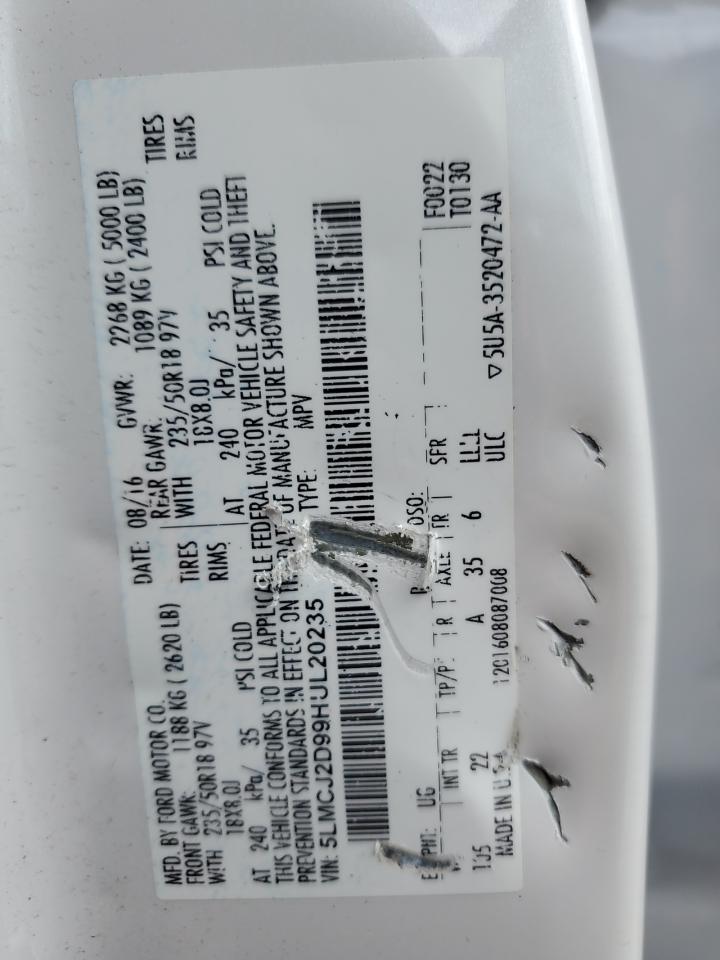 MFD. BY FORD MOTOR CO.
DATE: 08/16 GVWR: 2268 KG ( 5000 LB)
FRONT GAWR: 1188 KG ( 2620 LB)
REAR GAWR: 1089 KG ( 2400 LB)
WITH 235/50R18 97V TIRES
WITH 235/50R18 97V TIRES
18X8.0J RIMS
18X8.0J RIMS
AT 240 kPa/ 35 PSI COLD
AT 240 kPa/ 35 PSI COLD
THIS VEHICLE CONFORMS TO ALL APPLICABLE FEDERAL MOTOR VEHICLE SAFETY AND THEFT
PREVENTION STANDARDS IN EFFECT ON THE DATE OF MANUFACTURE SHOWN ABOVE.
VIN: 5LMCJ2D99HUL20235
TYPE: MPV
UG DSO:
F0022
T0130
INT TR TP/P TR AXLE TR SPR
22 A 35 6
ULC
MADE IN U.S.A
1201608087008
▽5U5A-3520472-AA